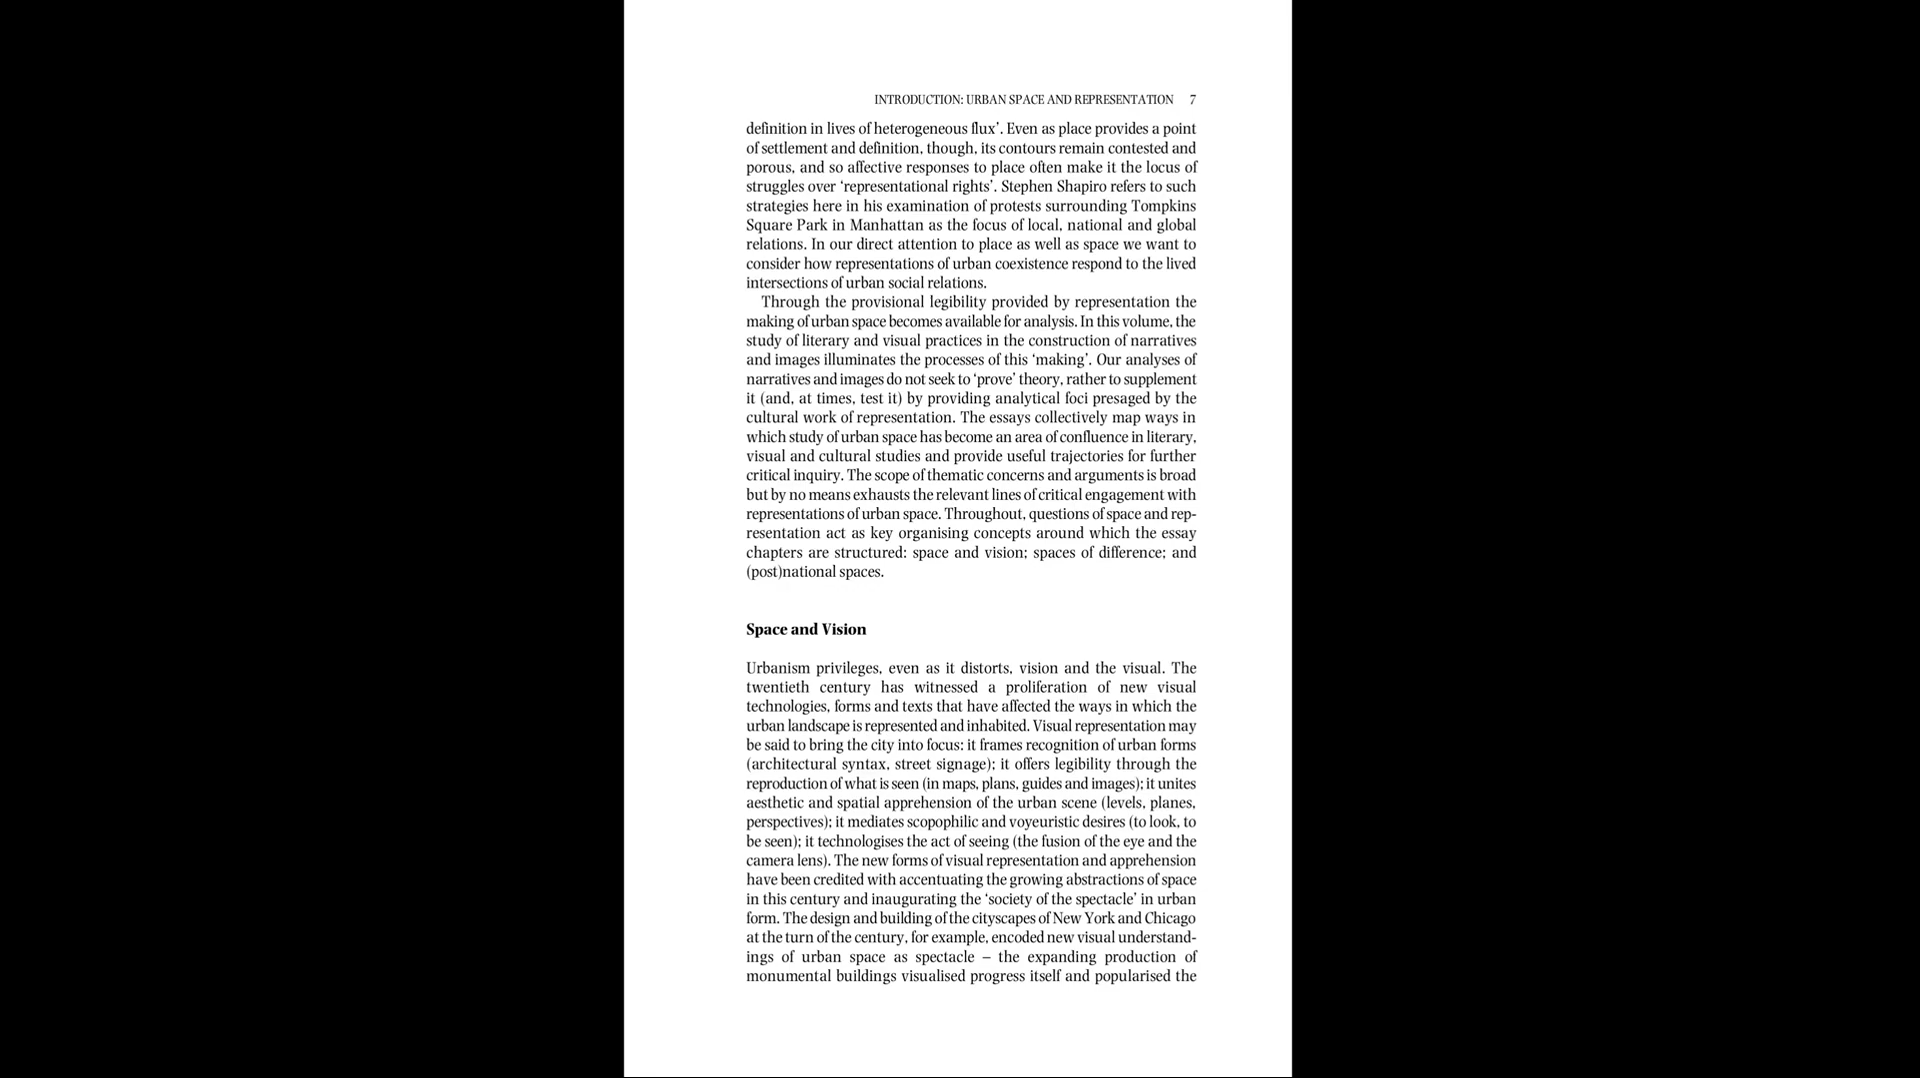 INTRODUCTION: URBAN SPACE AND REPRESENTATION 7
definition in lives of heterogeneous flux’. Even as place provides a point
of settlement and definition, though, its contours remain contested and
porous, and so affective responses to place often make it the locus of
struggles over ‘representational rights’. Stephen Shapiro refers to such
strategies here in his examination of protests surrounding Tompkins
Square Park in Manhattan as the focus of local, national and global
relations. In our direct attention to place as well as space we want to
consider how representations of urban coexistence respond to the lived
intersections of urban social relations.
Through the provisional legibility provided by representation the
making of urban space becomes available for analysis. In this volume, the
study of literary and visual practices in the construction of narratives
and images illuminates the processes of this ‘making’. Our analyses of
narratives and images do not seek to ‘prove’ theory, rather to supplement
it (and, at times, test it) by providing analytical foci presaged by the
cultural work of representation. The essays collectively map ways in
which study of urban space has become an area of confluence in literary,
visual and cultural studies and provide useful trajectories for further
critical inquiry. The scope of thematic concerns and arguments is broad
but by no means exhausts the relevant lines of critical engagement with
representations of urban space. Throughout, questions of space and rep-
resentation act as key organising concepts around which the essay
chapters are structured: space and vision; spaces of difference; and
(post)national spaces.
Space and Vision
Urbanism privileges, even as it distorts, vision and the visual. The
twentieth century has witnessed a proliferation of new visual
technologies, forms and texts that have affected the ways in which the
urban landscape is represented and inhabited. Visual representation may
be said to bring the city into focus: it frames recognition of urban forms
(architectural syntax, street signage); it offers legibility through the
reproduction of what is seen (in maps, plans, guides and images); it unites
aesthetic and spatial apprehension of the urban scene (levels, planes,
perspectives); it mediates scopophilic and voyeuristic desires (to look, to
be seen); it technologises the act of seeing (the fusion of the eye and the
camera lens). The new forms of visual representation and apprehension
have been credited with accentuating the growing abstractions of space
in this century and inaugurating the ‘society of the spectacle’ in urban
form. The design and building of the cityscapes of New York and Chicago
at the turn of the century, for example, encoded new visual understand-
ings of urban space as spectacle – the expanding production of
monumental buildings visualised progress itself and popularised the